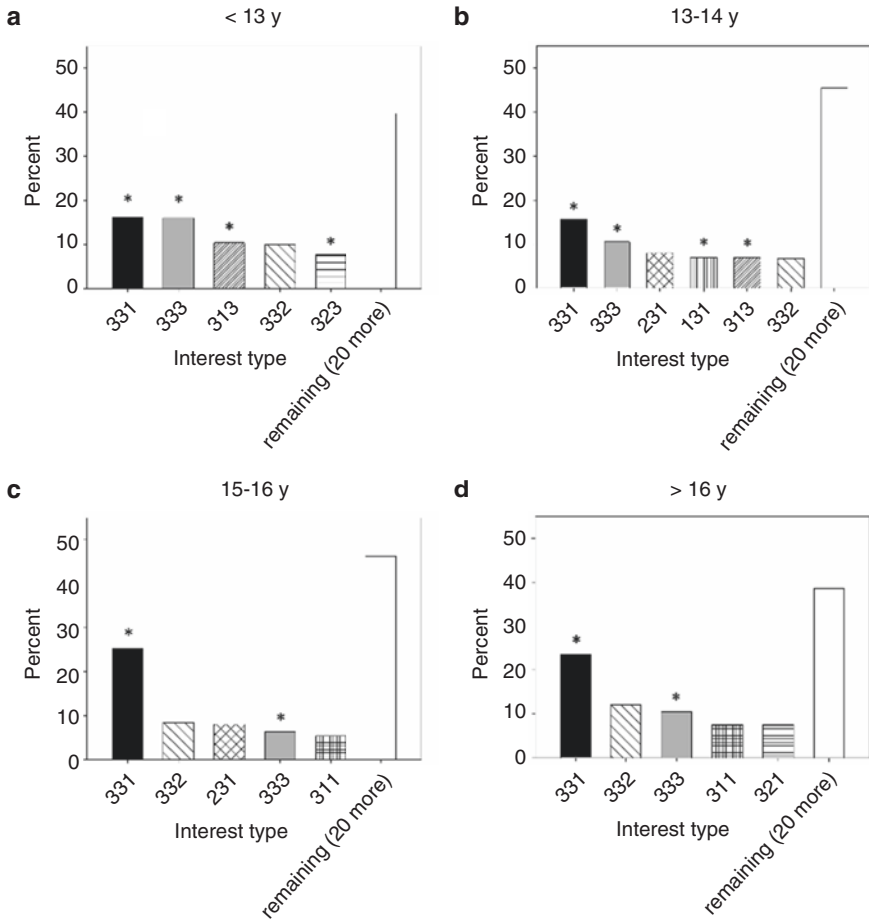 a
< 13 y
50
40
30
20
10
0
Percent
*
*
*
*
331
333
313
332
323
remaining (20 more)
Interest type
b
13-14 y
50
40
30
20
10
0
Percent
*
*
*
*
331
333
231
131
313
332
remaining (20 more)
Interest type
c
15-16 y
50
40
30
20
10
0
Percent
*
*
331
332
231
333
311
remaining (20 more)
Interest type
d
> 16 y
50
40
30
20
10
0
Percent
*
*
331
332
333
311
321
remaining (20 more)
Interest type